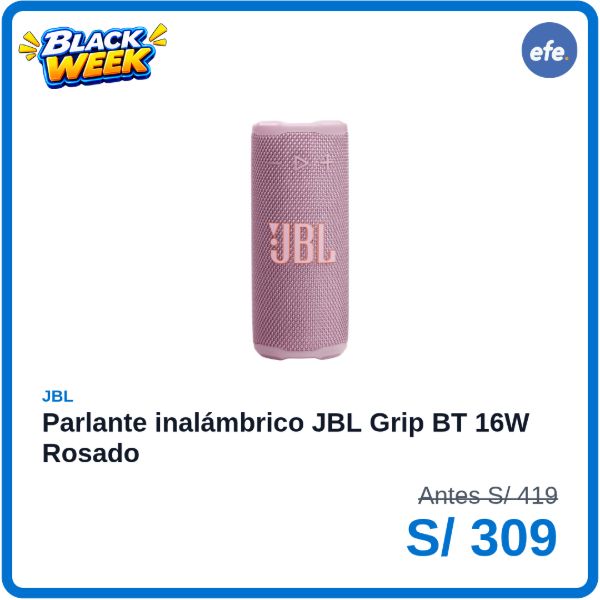 BLACK
WEEK
efe.
JBL
JBL
Parlante inalámbrico JBL Grip BT 16W
Rosado
Antes S/ 419
S/ 309